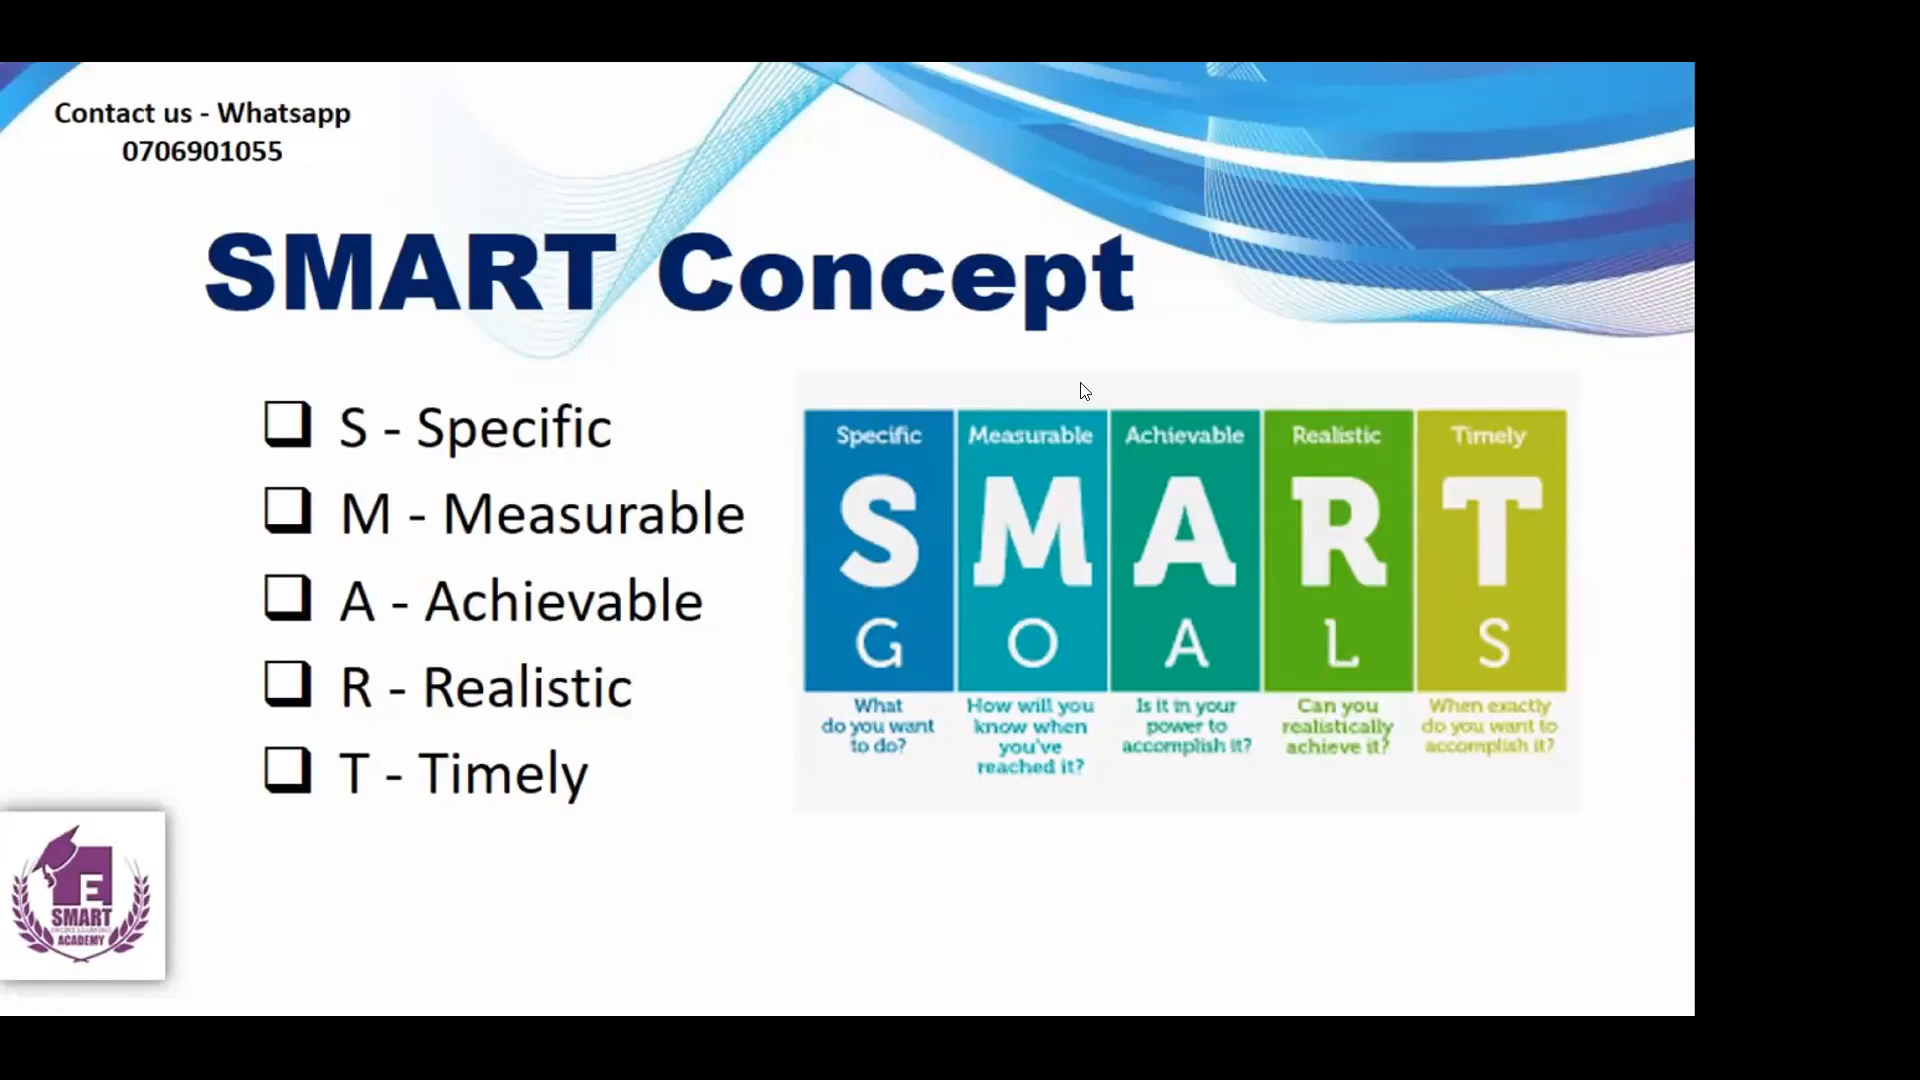 Contact us - Whatsapp
0706901055
SMART Concept
S - Specific
M - Measurable
A - Achievable
R - Realistic
T - Timely
Specific
S
G
What
do you want
to do?
Measurable
M
O
How will you
know when
you've
reached it?
Achievable
A
A
Is it in your
power to
accomplish it?
Realistic
R
L
Can you
realistically
achieve it?
Timely
T
S
When exactly
do you want to
accomplish it?
E
SMART
ACADEMY